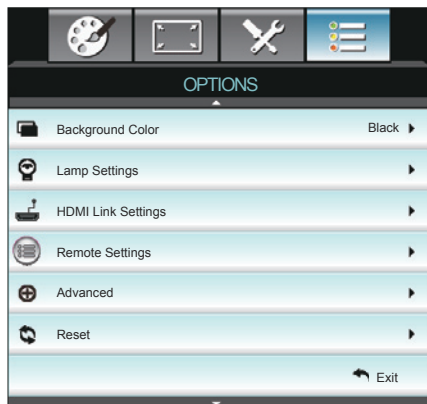 OPTIONS
Background Color Black
Lamp Settings
HDMI Link Settings
Remote Settings
Advanced
Reset
Exit